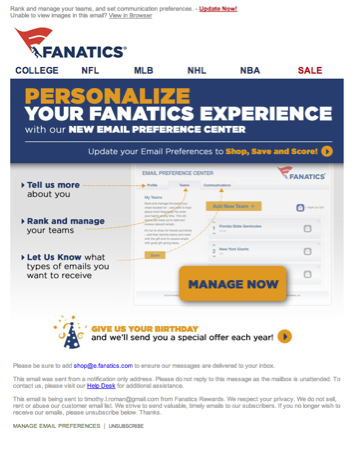 Rank and manage your teams, and set communication preferences. - Update Now!
Unable to view images in this email? View in Browser
FANATICS
COLLEGE NFL MLB NHL NBA SALE
PERSONALIZE
YOUR FANATICS EXPERIENCE
with our NEW EMAIL PREFERENCE CENTER
Update your Email Preferences to Shop, Save and Score!
Tell us more
about you
Rank and manage
your teams
Let Us Know what
types of emails you
want to receive
EMAIL PREFERENCE CENTER
FANATICS
Profile Teams Communications
My Teams
Add New Team
1 Florida State Seminoles
2 New York Giants
MANAGE NOW
GIVE US YOUR BIRTHDAY
and we'll send you a special offer each year!
Please be sure to add shop@e.fanatics.com to ensure our messages are delivered to your inbox.
This email was sent from a notification only address. Please do not reply to this message as the mailbox is unattended. To
contact us, please visit our Help Desk for additional assistance.
This email is being sent to timothy.l.roman@gmail.com from Fanatics Rewards. We respect your privacy. We do not sell,
rent or abuse our customer email list. We strive to send valuable, timely emails to our subscribers. If you no longer wish to
receive our emails, please unsubscribe below. Thanks.
MANAGE EMAIL PREFERENCES | UNSUBSCRIBE